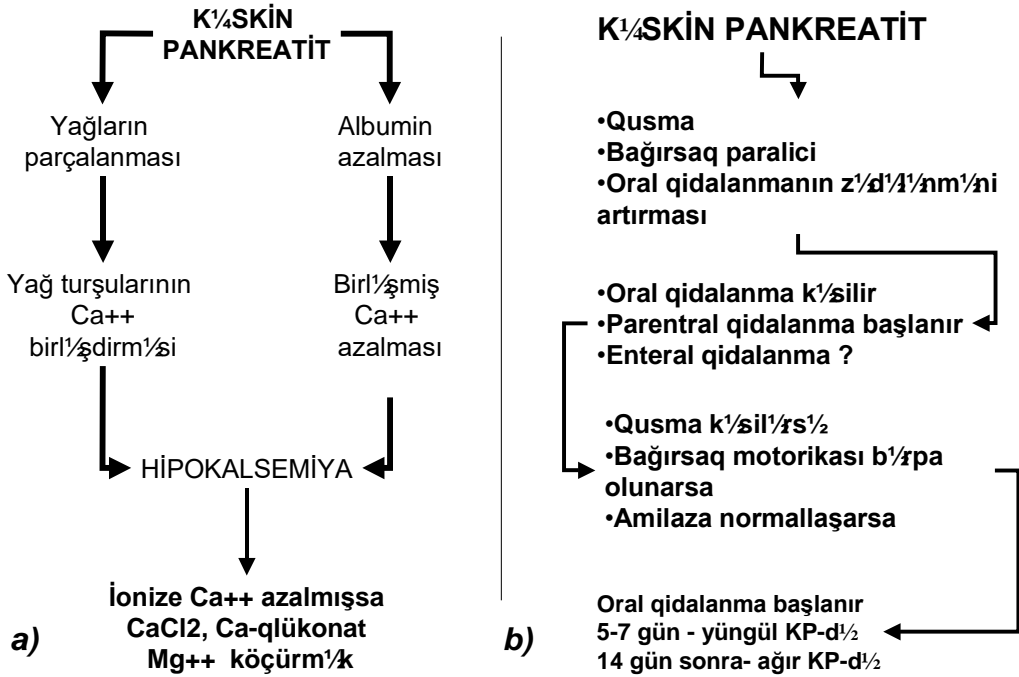 K¼SKİN
PANKREATİT
Yağların
parçalanması
Albumin
azalması
Yağ turşularının
Ca++
birl½şdirm½si
Birl½şmiş
Ca++
azalması
HİPOKALSEMİYA
İonize Ca++ azalmışsa
CaCl2, Ca-qlükonat
Mg++ köçürm½k
a)
K¼SKİN PANKREATİT
•Qusma
•Bağırsaq paralici
•Oral qidalanmanın z½d½l½nm½ni
artırması
•Oral qidalanma k½silir
•Parentral qidalanma başlanır
•Enteral qidalanma ?
•Qusma k½sil½rs½
•Bağırsaq motorikası b½rpa
olunarsa
•Amilaza normallaşarsa
Oral qidalanma başlanır
5-7 gün - yüngül KP-d½
14 gün sonra- ağır KP-d½
b)